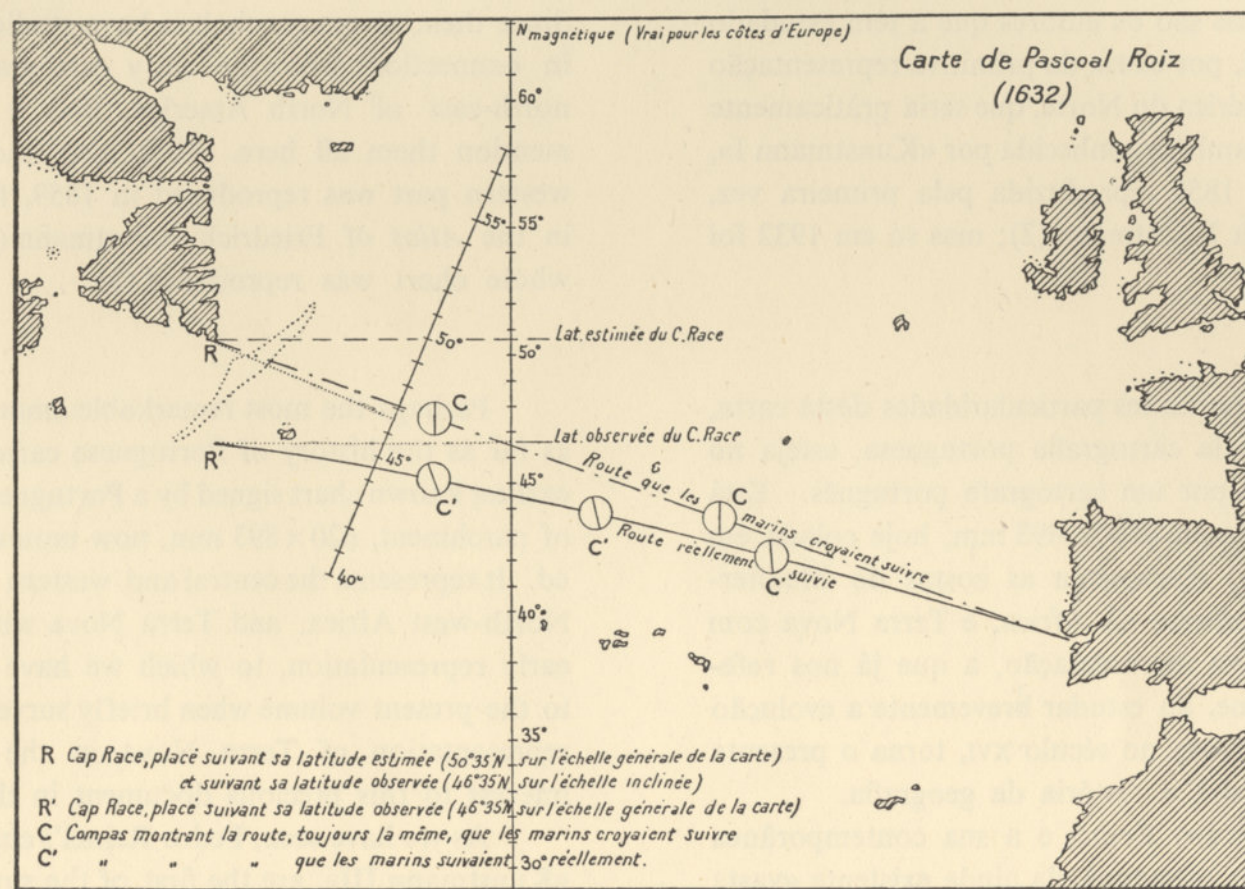 N magnétique (Vrai pour les côtes d'Europe)
Carte de Pascoal Roiz
(1632)
60°
55°
55°
50°
50°
Lat. estimée du C. Race
R
C
Lat. observée du C. Race
R'
45°
45°
C'
C
C'
C'
Route que les marins croyaient suivre
Route réellement suivie
40°
40°
35°
R Cap Race, placé suivant sa latitude estimée (50°35'N sur l'échelle générale de la carte)
et suivant sa latitude observée (46°35'N sur l'échelle inclinée)
R' Cap Race, placé suivant sa latitude observée (46°35'N sur l'échelle générale de la carte)
C Compas montrant la route, toujours la même, que les marins croyaient suivre
C' " " " que les marins suivaient réellement.
30°